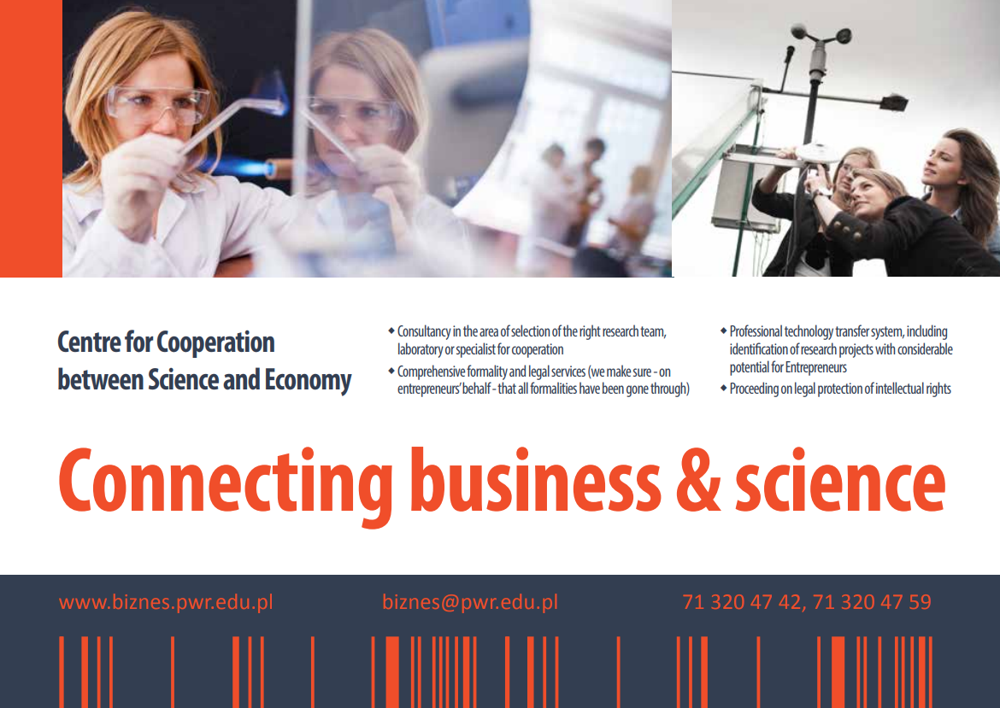 Centre for Cooperation
between Science and Economy
◆ Consultancy in the area of selection of the right research team,
laboratory or specialist for cooperation
◆ Comprehensive formality and legal services (we make sure - on
entrepreneurs' behalf - that all formalities have been gone through)
◆ Professional technology transfer system, including
identification of research projects with considerable
potential for Entrepreneurs
◆ Proceeding on legal protection of intellectual rights
Connecting business & science
www.biznes.pwr.edu.pl
biznes@pwr.edu.pl
71 320 47 42, 71 320 47 59